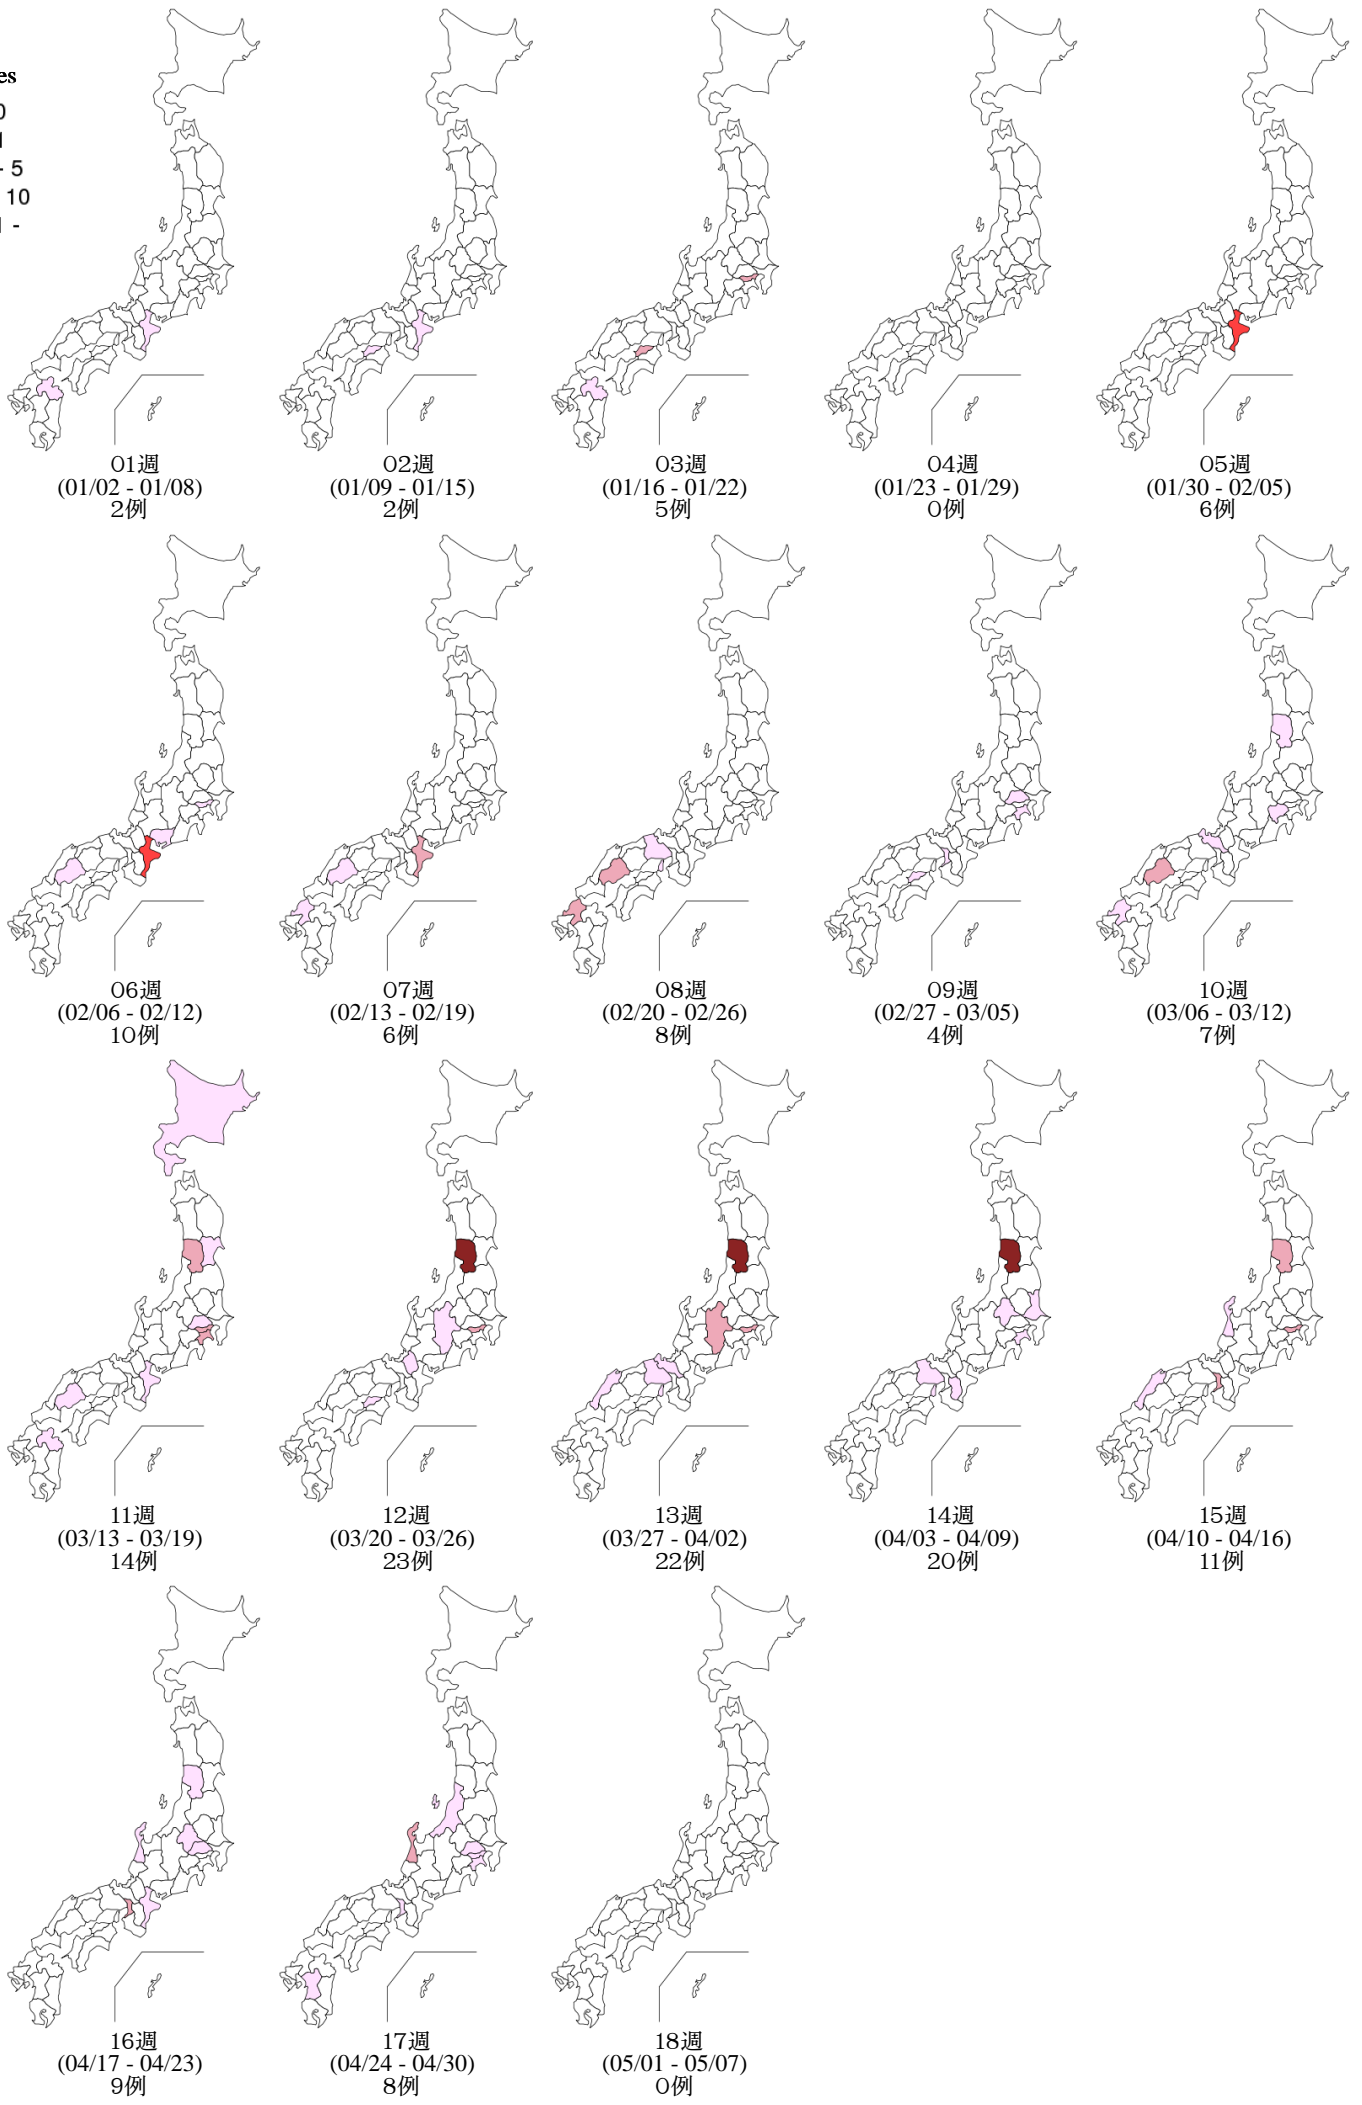 es
0
1
- 5
10
-
01週
(01/02 - 01/08)
2例
02週
(01/09 - 01/15)
2例
03週
(01/16 - 01/22)
5例
04週
(01/23 - 01/29)
0例
05週
(01/30 - 02/05)
6例
06週
(02/06 - 02/12)
10例
07週
(02/13 - 02/19)
6例
08週
(02/20 - 02/26)
8例
09週
(02/27 - 03/05)
4例
10週
(03/06 - 03/12)
7例
11週
(03/13 - 03/19)
14例
12週
(03/20 - 03/26)
23例
13週
(03/27 - 04/02)
22例
14週
(04/03 - 04/09)
20例
15週
(04/10 - 04/16)
11例
16週
(04/17 - 04/23)
9例
17週
(04/24 - 04/30)
8例
18週
(05/01 - 05/07)
0例